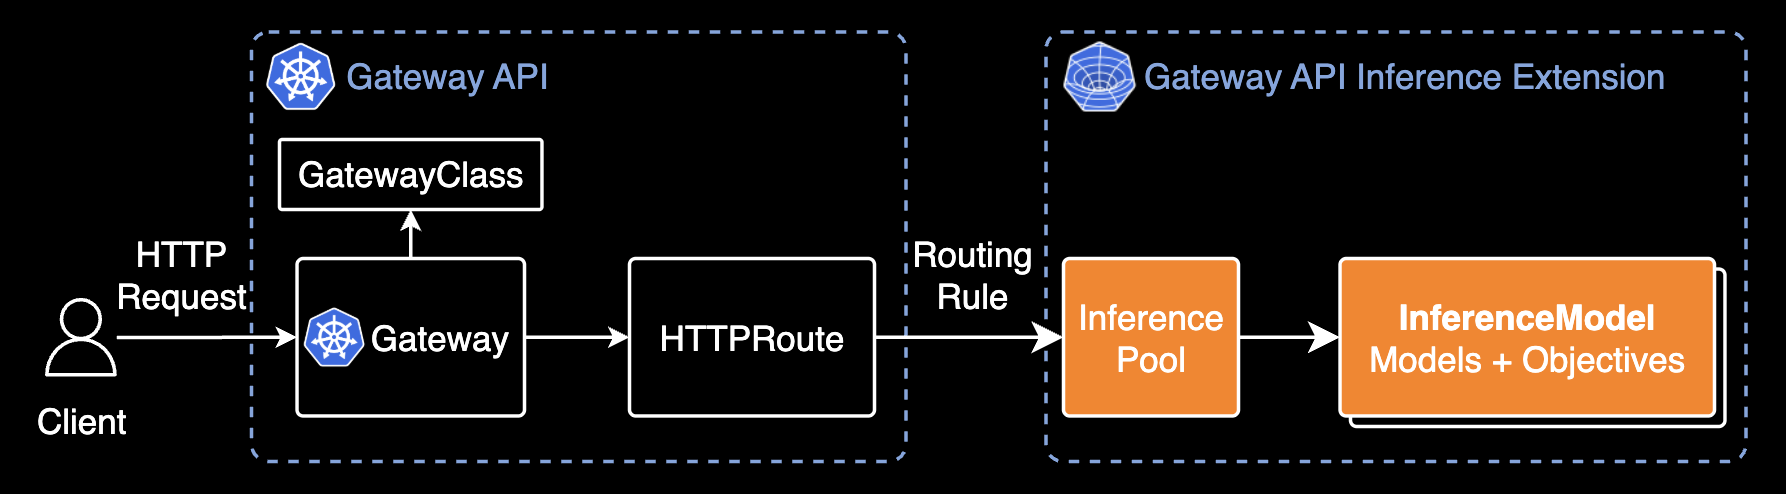 Gateway API
Gateway API Inference Extension
GatewayClass
HTTP
Request
Client
Gateway
HTTPRoute
Routing
Rule
Inference
Pool
InferenceModel
Models + Objectives